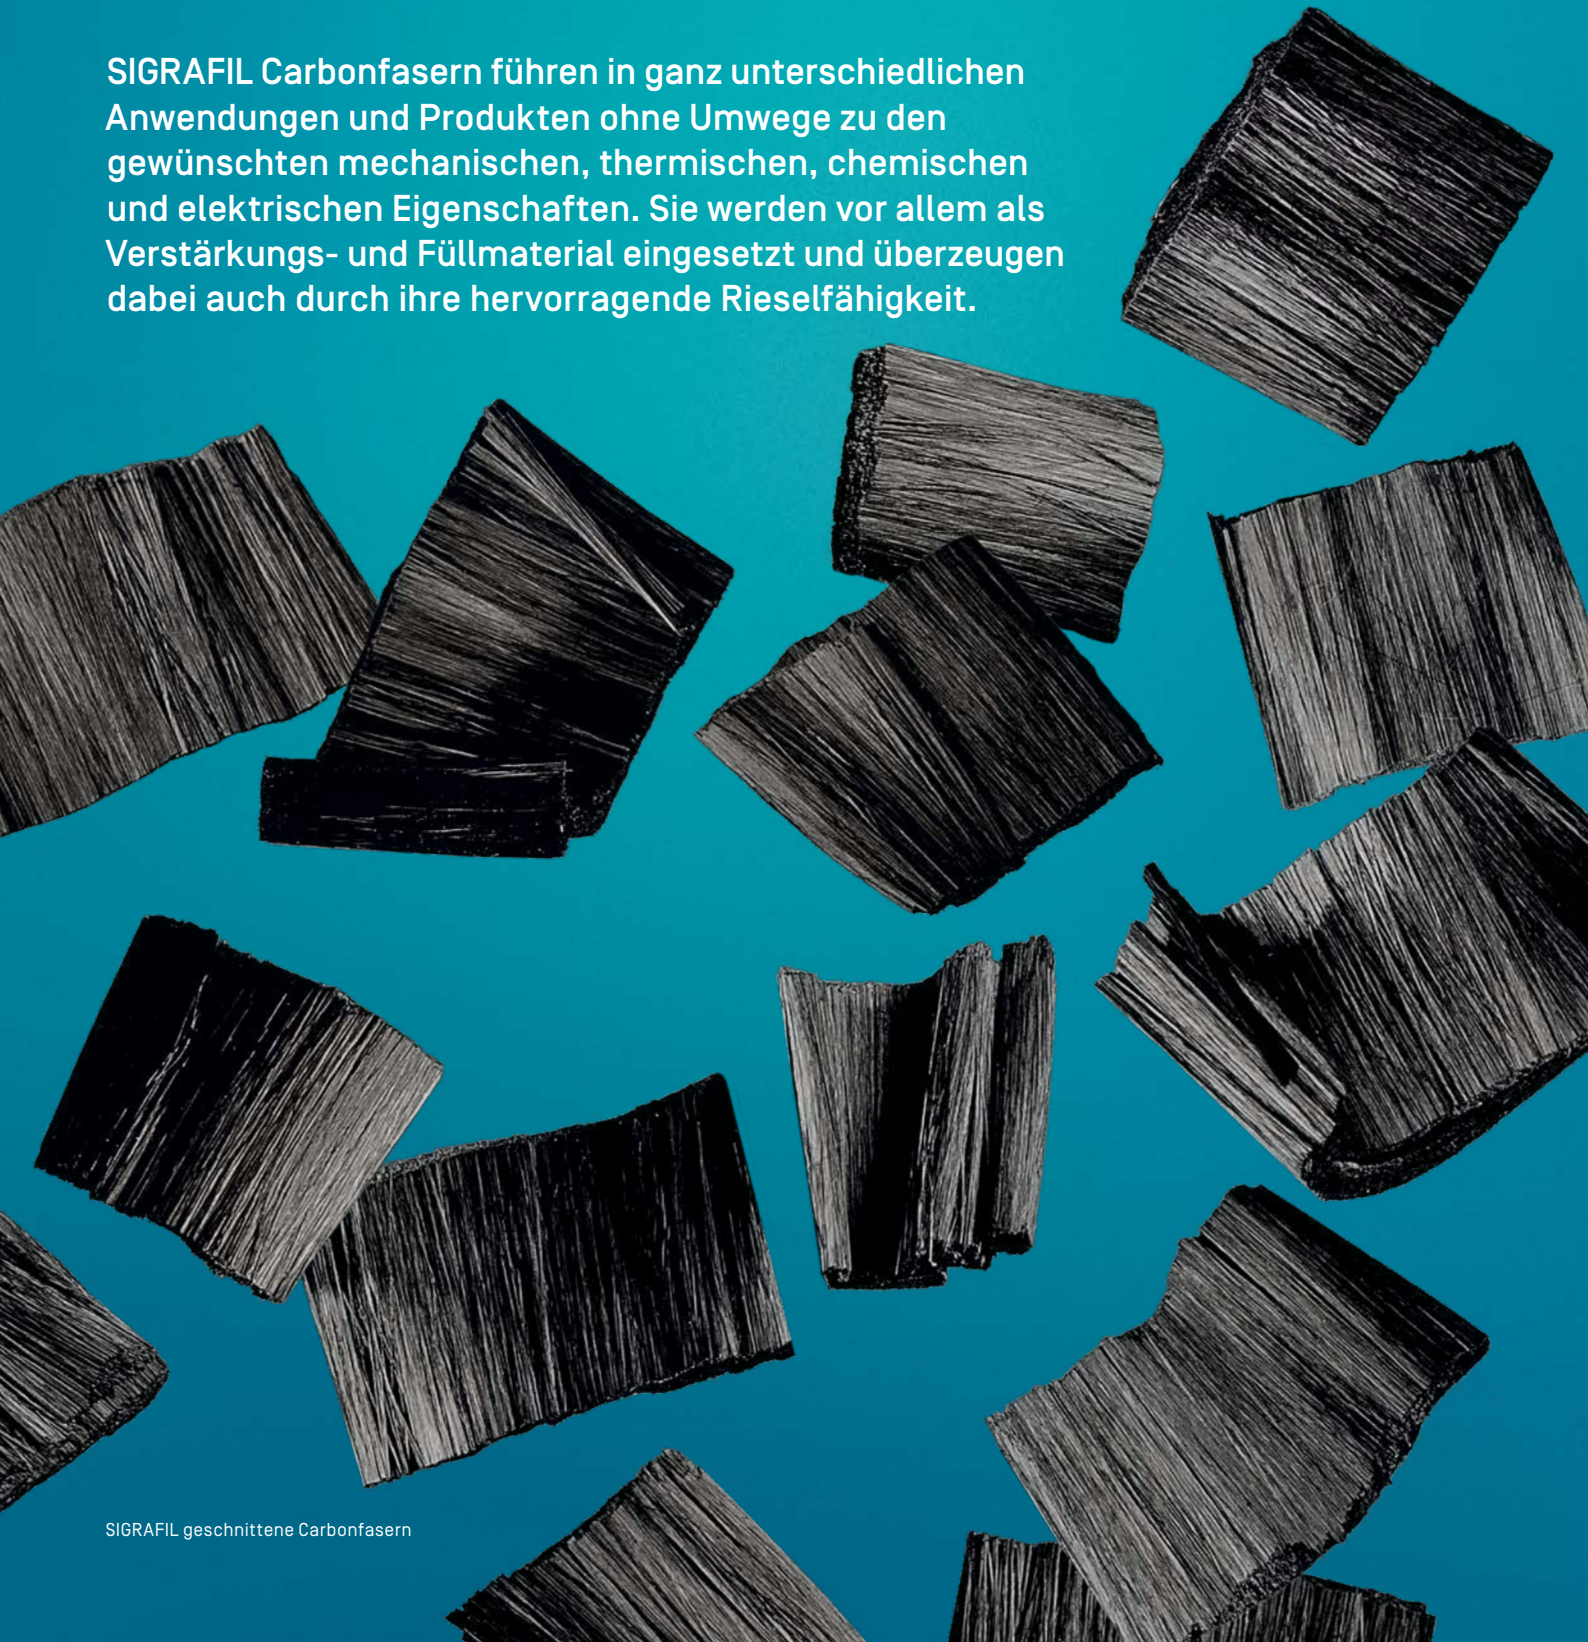 SIGRAFIL Carbonfasern führen in ganz unterschiedlichen
Anwendungen und Produkten ohne Umwege zu den
gewünschten mechanischen, thermischen, chemischen
und elektrischen Eigenschaften. Sie werden vor allem als
Verstärkungs- und Füllmaterial eingesetzt und überzeugen
dabei auch durch ihre hervorragende Rieselfähigkeit.
SIGRAFIL geschnittene Carbonfasern